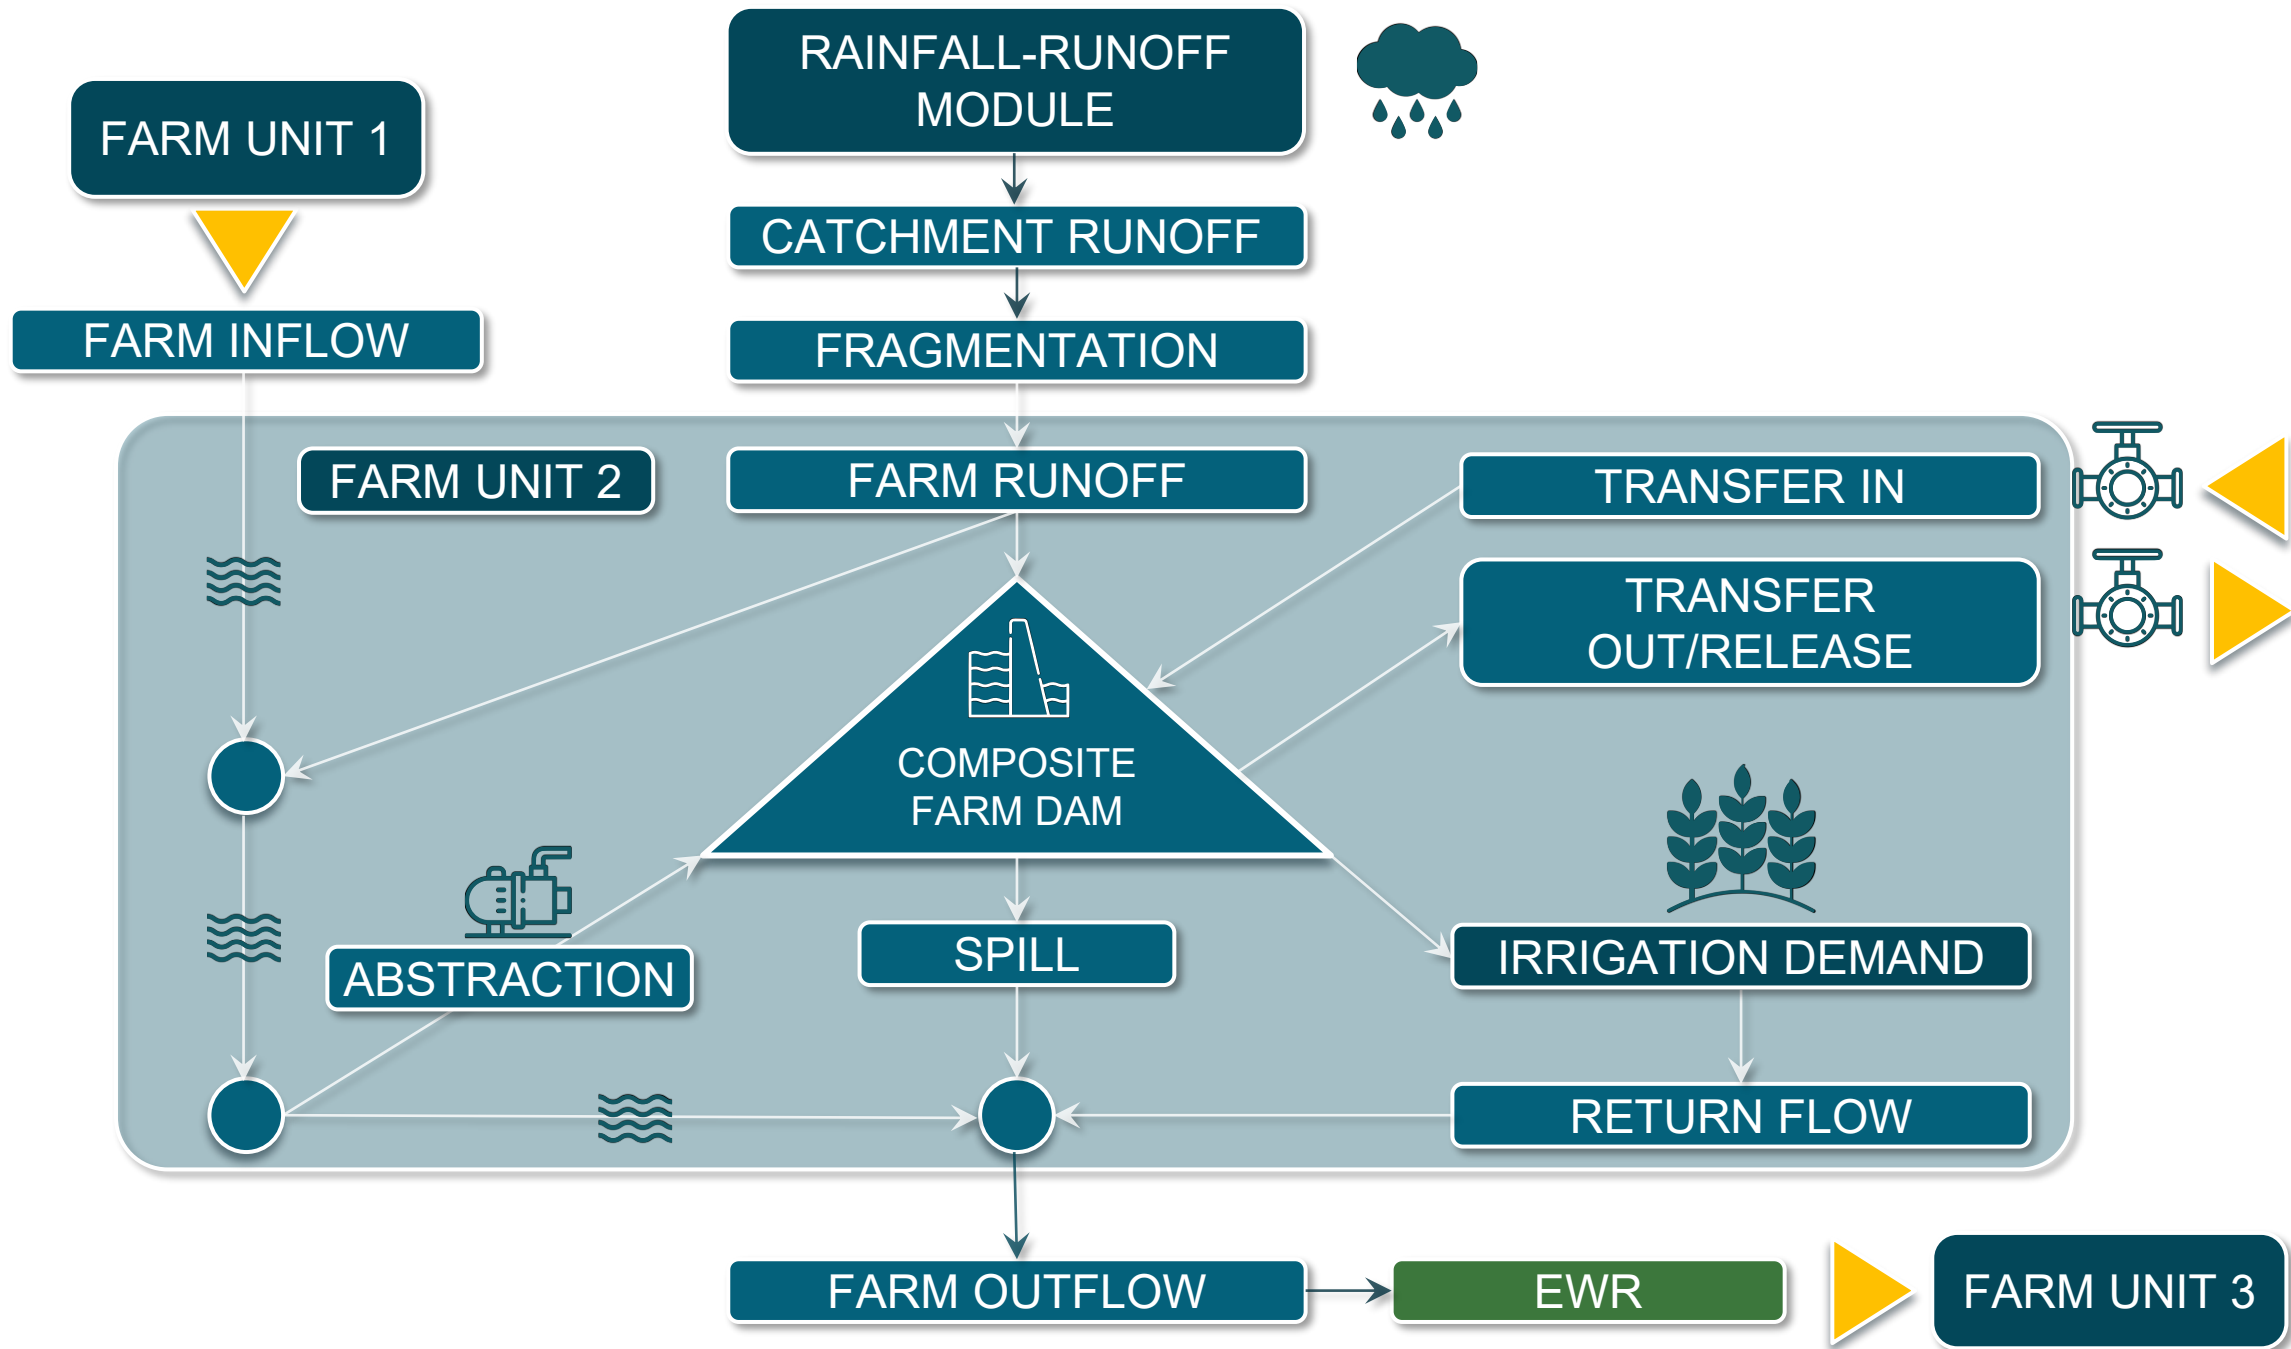 RAINFALL-RUNOFF
MODULE
FARM UNIT 1
CATCHMENT RUNOFF
FARM INFLOW
FRAGMENTATION
FARM UNIT 2
FARM RUNOFF
TRANSFER IN
TRANSFER
OUT/RELEASE
COMPOSITE
FARM DAM
ABSTRACTION
SPILL
IRRIGATION DEMAND
RETURN FLOW
FARM OUTFLOW
EWR
FARM UNIT 3